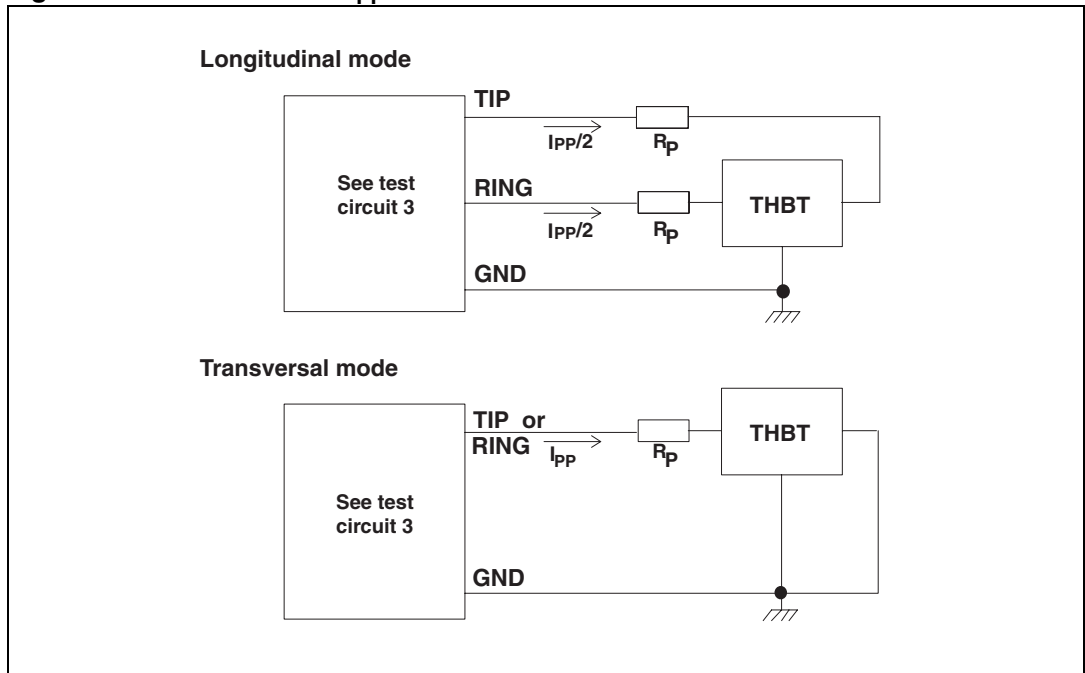 Longitudinal mode
TIP
IPP/2
RP
See test
circuit 3
RING
THBT
IPP/2
RP
GND
Transversal mode
TIP or
RING
IPP
RP
THBT
See test
circuit 3
GND